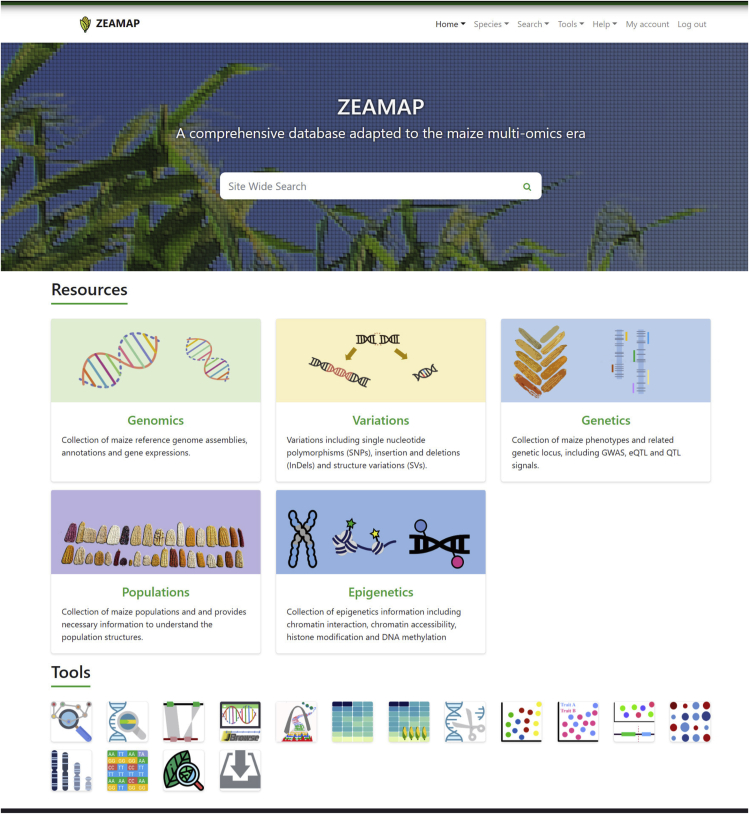 ZEAMAP
Home Species Search Tools Help My account Log out
ZEAMAP
A comprehensive database adapted to the maize multi-omics era
Site Wide Search
Resources
Genomics
Collection of maize reference genome assemblies,
annotations and gene expressions.
Variations
Variations including single nucleotide
polymorphisms (SNPs), insertion and deletions
(InDels) and structure variations (SVs).
Genetics
Collection of maize phenotypes and related
genetic locus, including GWAS, eQTL and QTL
signals.
Populations
Collection of maize populations and and provides
necessary information to understand the
population structures.
Epigenetics
Collection of epigenetics information including
chromatin interaction, chromatin accessibility,
histone modification and DNA methylation
Tools
JBrowse
Trait A
Trait B
AA TT AA TA